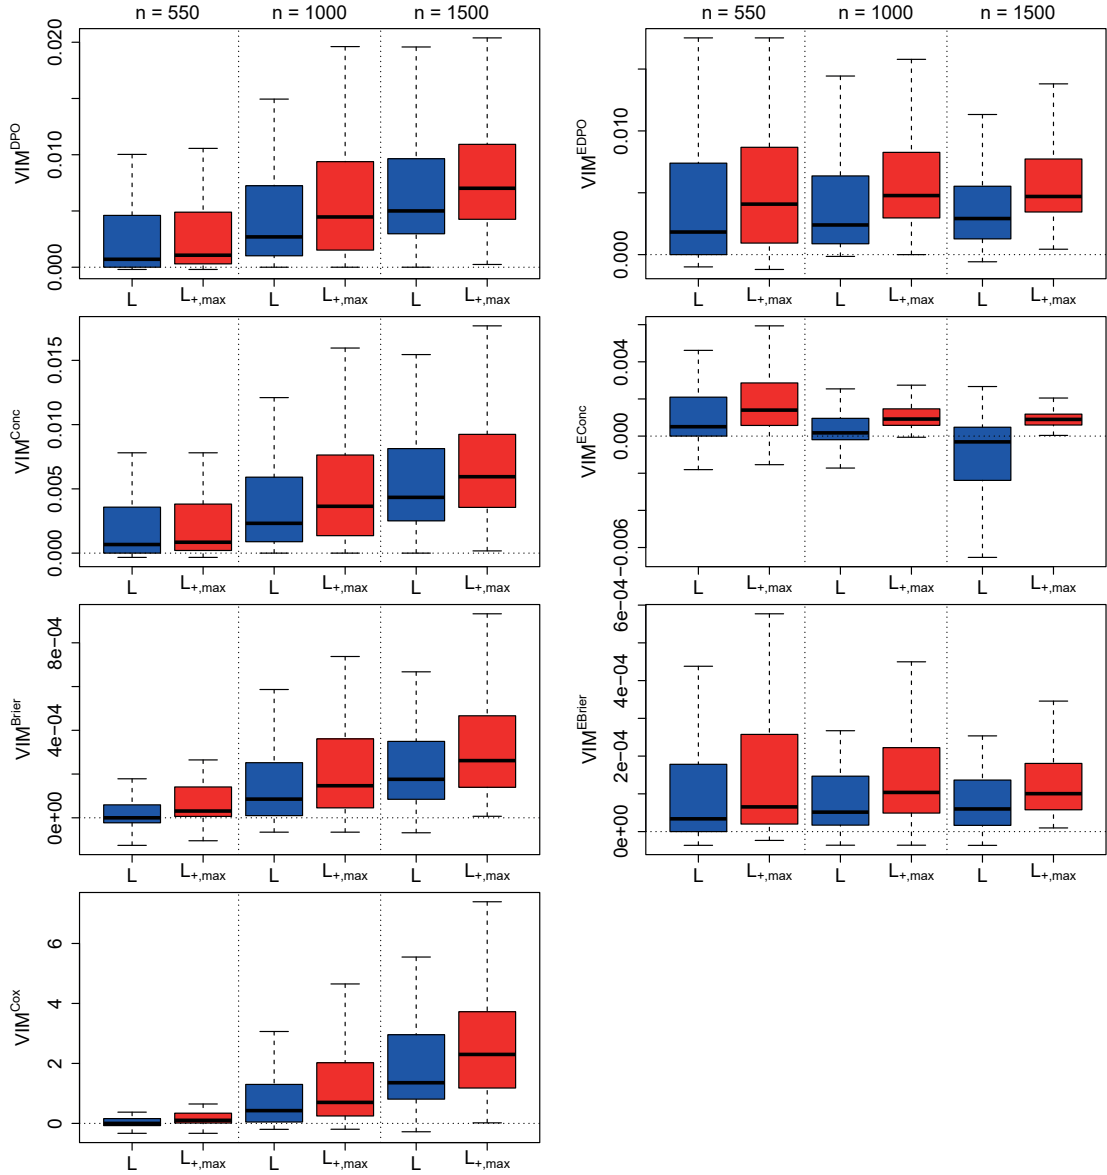 n = 550 n = 1000 n = 1500
VIM^DPO
0.000 0.010 0.020
L L+,max L L+,max L L+,max
n = 550 n = 1000 n = 1500
VIM^EDPO
0.000 0.010
L L+,max L L+,max L L+,max
VIM^Conc
0.000 0.005 0.010 0.015
L L+,max L L+,max L L+,max
VIM^EConc
−0.006 0.000 0.004
L L+,max L L+,max L L+,max
VIM^Brier
0e+00 4e−04 8e−04
L L+,max L L+,max L L+,max
VIM^EBrier
0e+00 2e−04 4e−04 6e−04
L L+,max L L+,max L L+,max
VIM^Cox
0 2 4 6
L L+,max L L+,max L L+,max